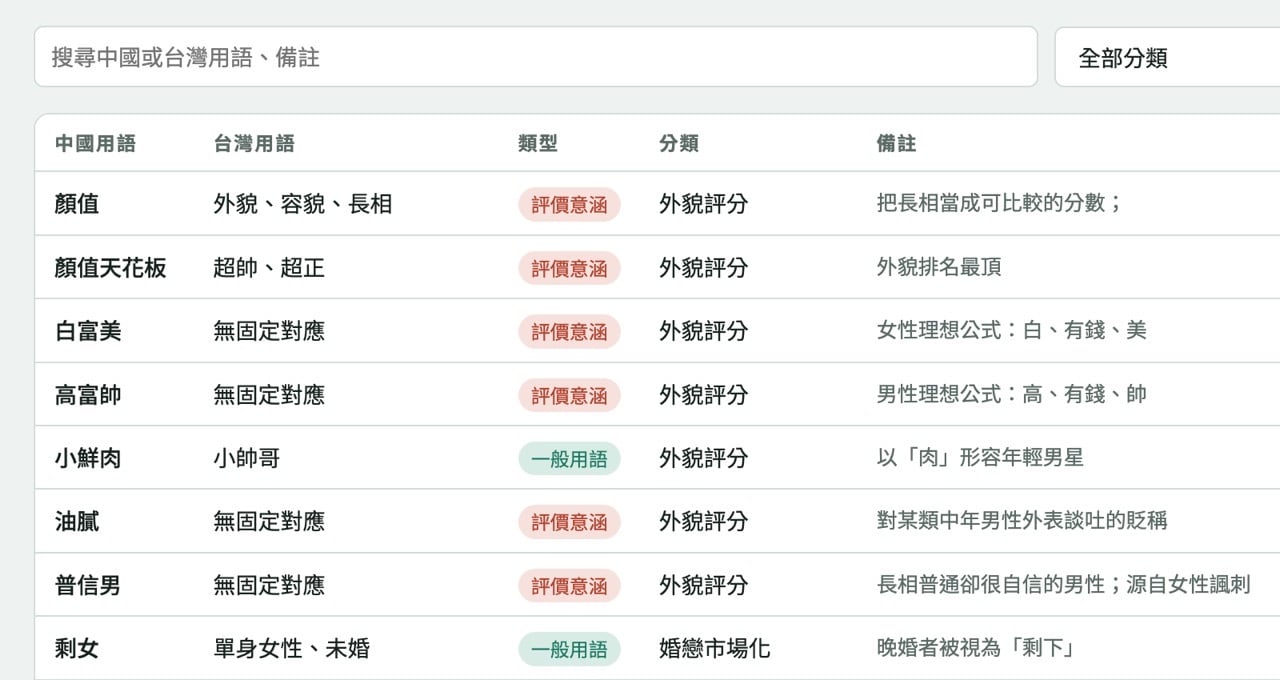 搜尋中國或台灣用語、備註 全部分類
中國用語 台灣用語 類型 分類 備註
顏值 外貌、容貌、長相 評價意涵 外貌評分 把長相當成可比較的分數；
顏值天花板 超帥、超正 評價意涵 外貌評分 外貌排名最頂
白富美 無固定對應 評價意涵 外貌評分 女性理想公式：白、有錢、美
高富帥 無固定對應 評價意涵 外貌評分 男性理想公式：高、有錢、帥
小鮮肉 小帥哥 一般用語 外貌評分 以「肉」形容年輕男星
油膩 無固定對應 評價意涵 外貌評分 對某類中年男性外表談吐的貶稱
普信男 無固定對應 評價意涵 外貌評分 長相普通卻很自信的男性；源自女性諷刺
剩女 單身女性、未婚 一般用語 婚戀市場化 晚婚者被視為「剩下」